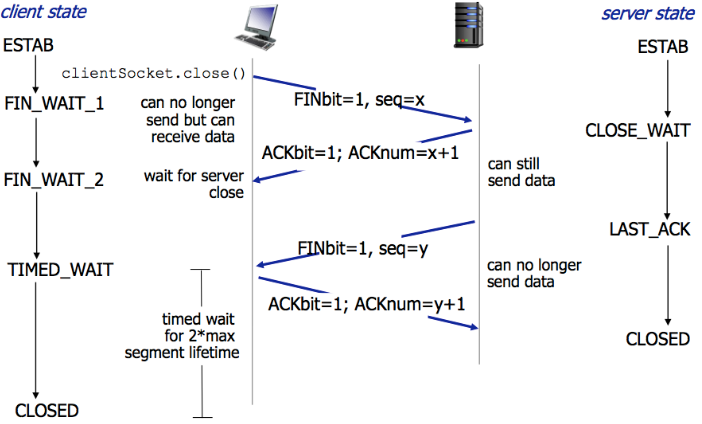 client state
server state
ESTAB
ESTAB
clientSocket.close()
FIN_WAIT_1
can no longer
send but can
receive data
FINbit=1, seq=x
CLOSE_WAIT
ACKbit=1; ACKnum=x+1
FIN_WAIT_2
wait for server
close
can still
send data
LAST_ACK
FINbit=1, seq=y
TIMED_WAIT
can no longer
send data
ACKbit=1; ACKnum=y+1
timed wait
for 2*max
segment lifetime
CLOSED
CLOSED